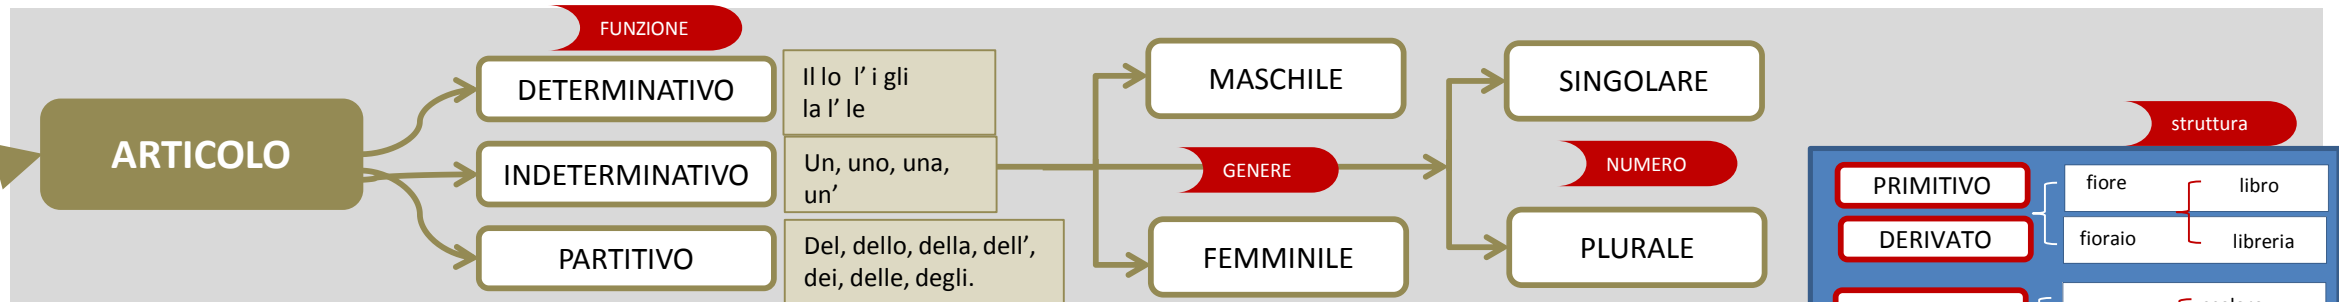 FUNZIONE
ARTICOLO
DETERMINATIVO
Il lo l’ i gli
la l’ le
INDETERMINATIVO
Un, uno, una,
un’
PARTITIVO
Del, dello, della, dell’,
dei, delle, degli.
MASCHILE
GENERE
FEMMINILE
SINGOLARE
NUMERO
PLURALE
struttura
PRIMITIVO
fiore libro
DERIVATO
fioraio libreria